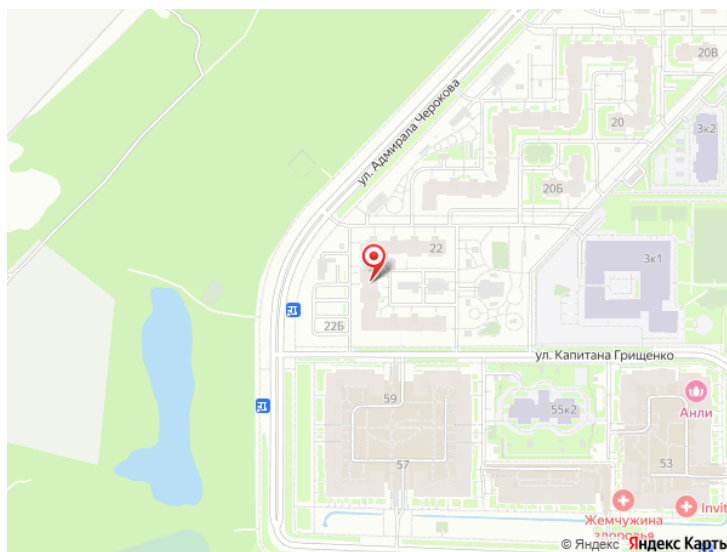 20В
ул. Адмирала Черокова
20
3к2
20Б
22
3к1
22Б
ул. Капитана Грищенко
59
55к2
Анли
57
53
Жемчужина
здоровья
Invit
© Яндекс Яндекс Карты